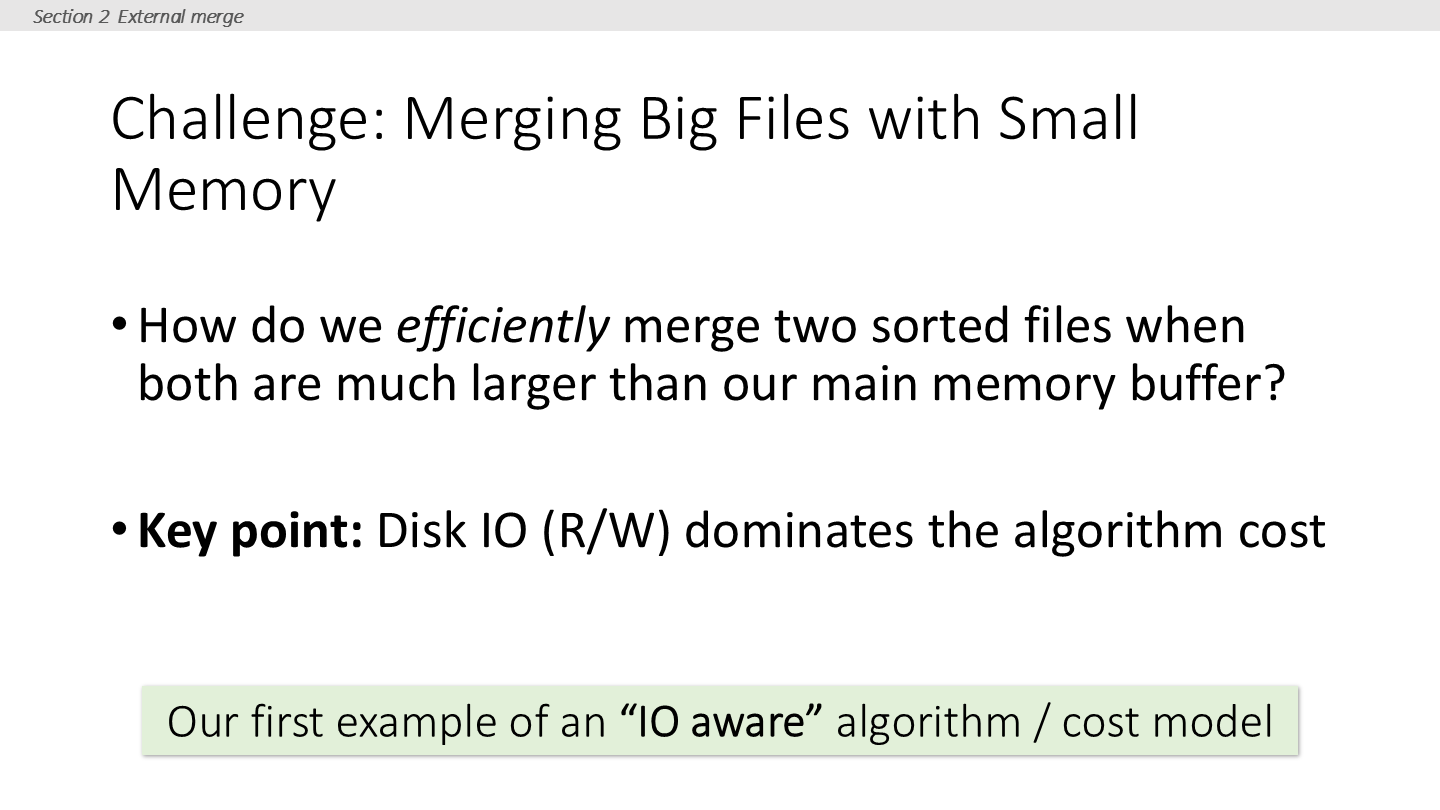 Section 2 External merge
Challenge: Merging Big Files with Small
Memory
• How do we efficiently merge two sorted files when
both are much larger than our main memory buffer?
• Key point: Disk IO (R/W) dominates the algorithm cost
Our first example of an “IO aware” algorithm / cost model